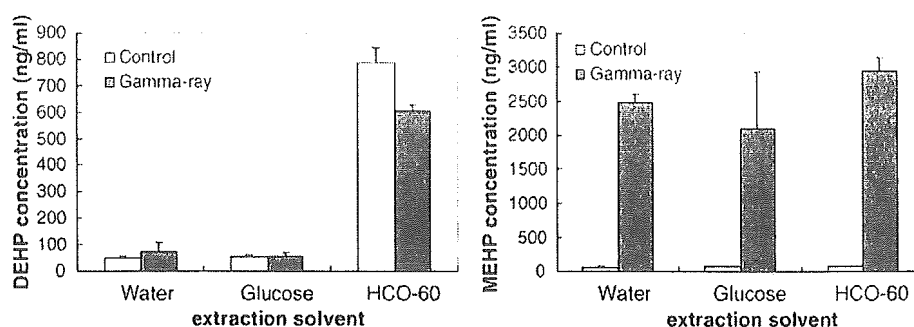 DEHP concentration (ng/ml)
900
800
700
600
500
400
300
200
100
0
Control
Gamma-ray
Water
Glucose
HCO-60
extraction solvent
MEHP concentration (ng/ml)
3500
3000
2500
2000
1500
1000
500
0
Control
Gamma-ray
Water
Glucose
HCO-60
extraction solvent